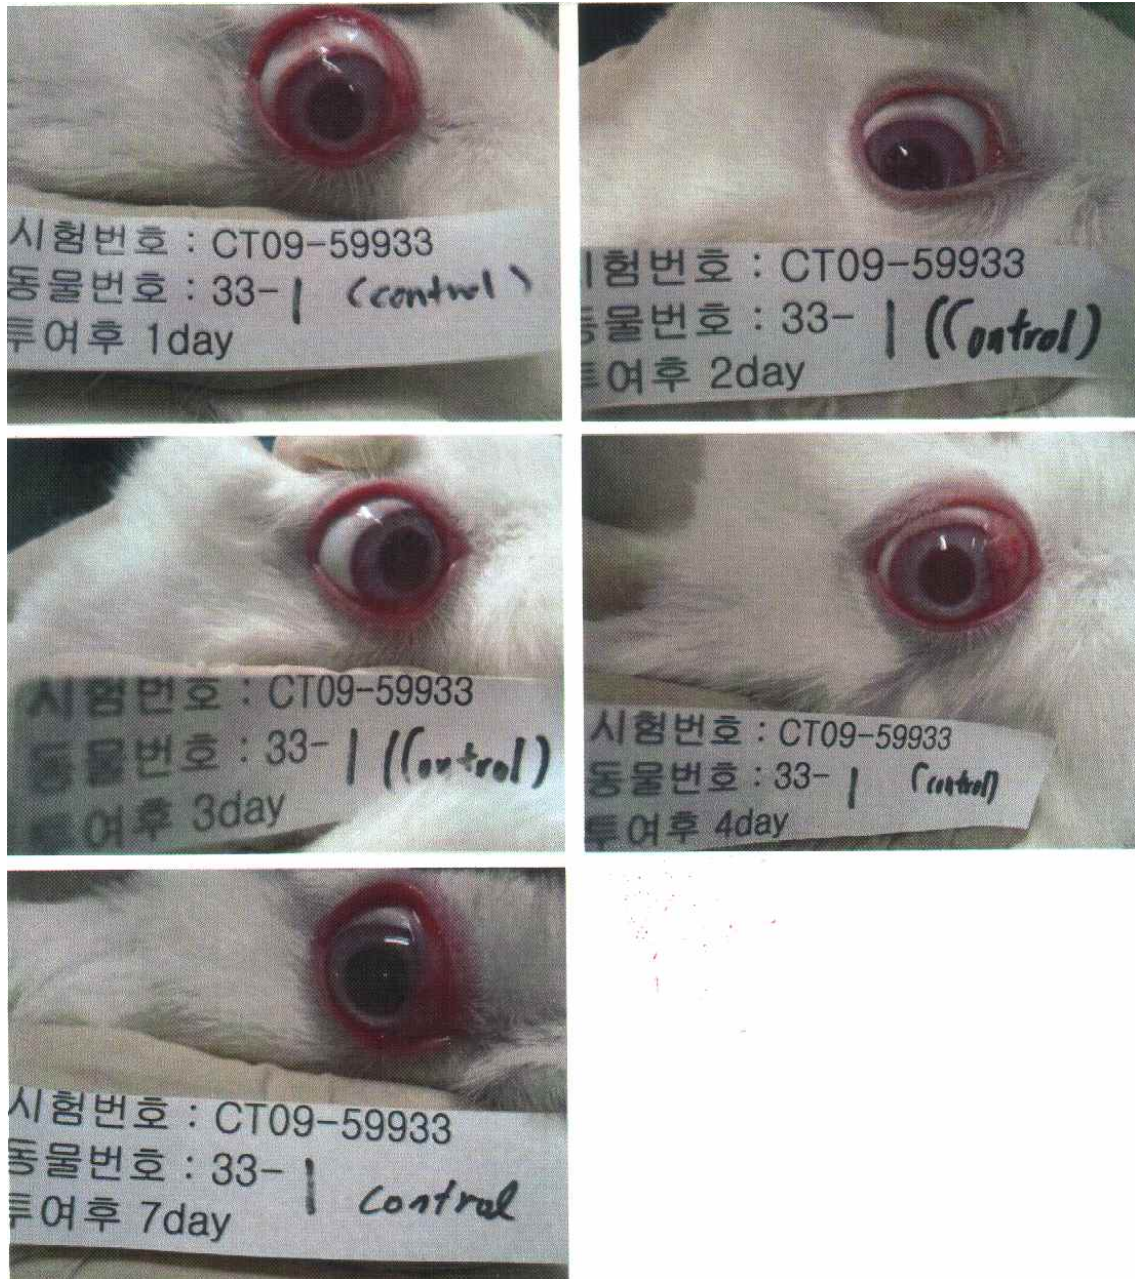 시험번호 : CT09-59933
동물번호 : 33-1 (control)
투여후 1day
시험번호 : CT09-59933
동물번호 : 33-1 (Control)
투여후 2day
시험번호 : CT09-59933
동물번호 : 33-1 (Control)
투여후 3day
시험번호 : CT09-59933
동물번호 : 33-1 (control)
투여후 4day
시험번호 : CT09-59933
동물번호 : 33-1 control
투여후 7day